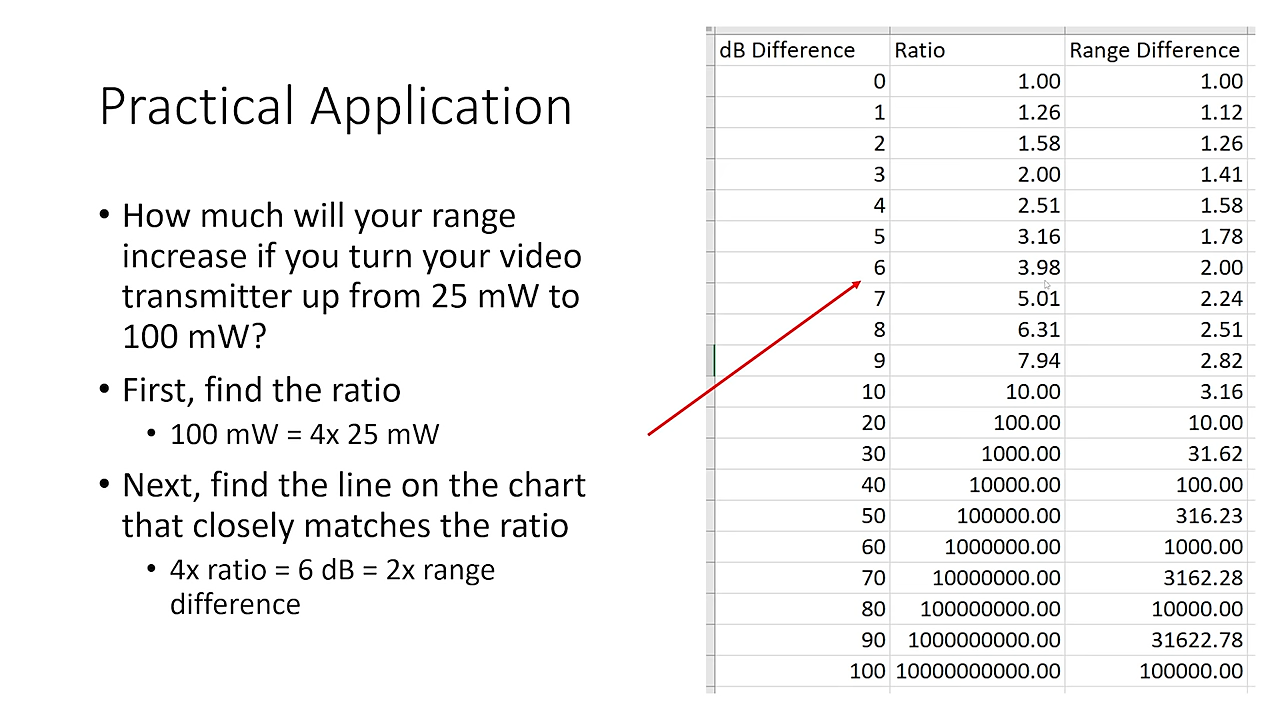 Practical Application
• How much will your range
increase if you turn your video
transmitter up from 25 mW to
100 mW?
• First, find the ratio
• 100 mW = 4x 25 mW
• Next, find the line on the chart
that closely matches the ratio
• 4x ratio = 6 dB = 2x range
difference
dB Difference Ratio Range Difference
0 1.00 1.00
1 1.26 1.12
2 1.58 1.26
3 2.00 1.41
4 2.51 1.58
5 3.16 1.78
6 3.98 2.00
7 5.01 2.24
8 6.31 2.51
9 7.94 2.82
10 10.00 3.16
20 100.00 10.00
30 1000.00 31.62
40 10000.00 100.00
50 100000.00 316.23
60 1000000.00 1000.00
70 10000000.00 3162.28
80 100000000.00 10000.00
90 1000000000.00 31622.78
100 10000000000.00 100000.00